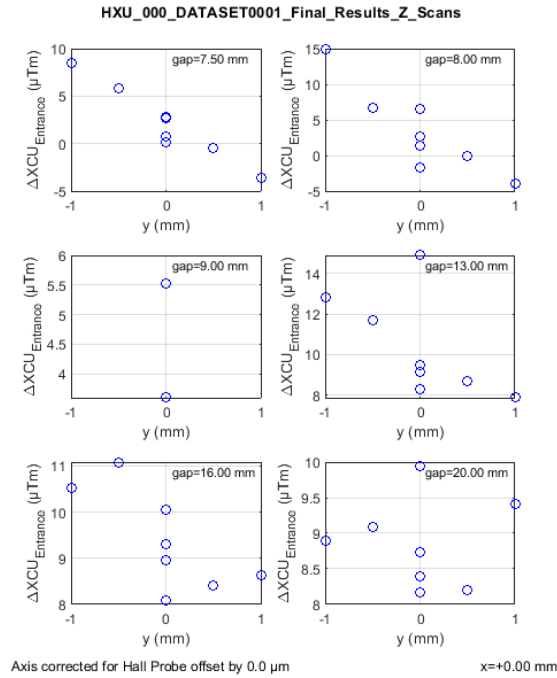 HXU_000_DATASET0001_Final_Results_Z_Scans
10
5
0
-5
-1
0
1
gap=7.50 mm
y (mm)
ΔXCU_Entrance (μTm)
15
10
5
0
-5
-1
0
1
gap=8.00 mm
y (mm)
ΔXCU_Entrance (μTm)
6
5.5
5
4.5
4
-1
0
1
gap=9.00 mm
y (mm)
ΔXCU_Entrance (μTm)
14
12
10
8
-1
0
1
gap=13.00 mm
y (mm)
ΔXCU_Entrance (μTm)
11
10
9
8
-1
0
1
gap=16.00 mm
y (mm)
ΔXCU_Entrance (μTm)
10
9.5
9
8.5
8
-1
0
1
gap=20.00 mm
y (mm)
ΔXCU_Entrance (μTm)
Axis corrected for Hall Probe offset by 0.0 μm
x=+0.00 mm